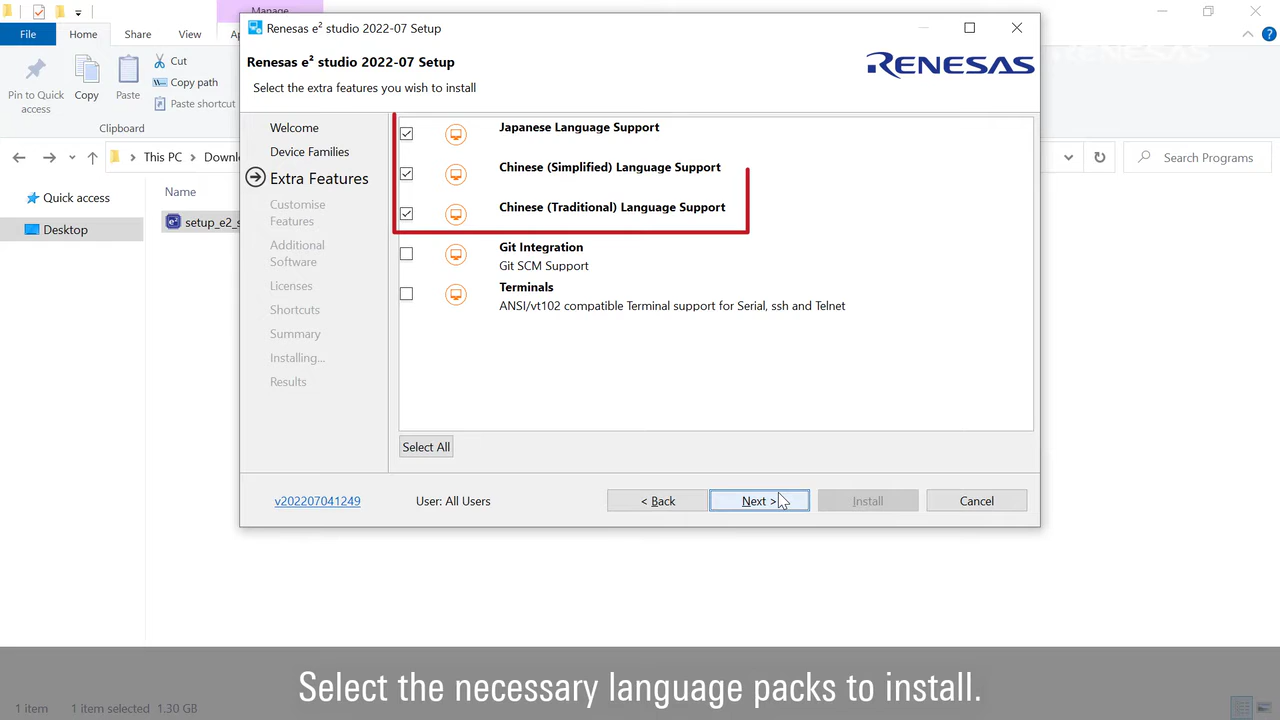 Manage
Renesas e² studio 2022-07 Setup
File
Home
Share
View
Renesas e² studio 2022-07 Setup
RENESAS
RENESAS
Select the extra features you wish to install
Pin to Quick
access
Copy
Paste
Cut
Copy path
Paste shortcut
Clipboard
This PC
Search Programs
Quick access
Desktop
Name
setup_e2_s
Welcome
Device Families
Extra Features
Customise
Features
Additional
Software
Licenses
Shortcuts
Summary
Installing...
Results
Japanese Language Support
Chinese (Simplified) Language Support
Chinese (Traditional) Language Support
Git Integration
Git SCM Support
Terminals
ANSI/vt102 compatible Terminal support for Serial, ssh and Telnet
Select All
v202207041249
User: All Users
< Back
Next >
Install
Cancel
Select the necessary language packs to install.
1 item
1 item selected
1.30 GB